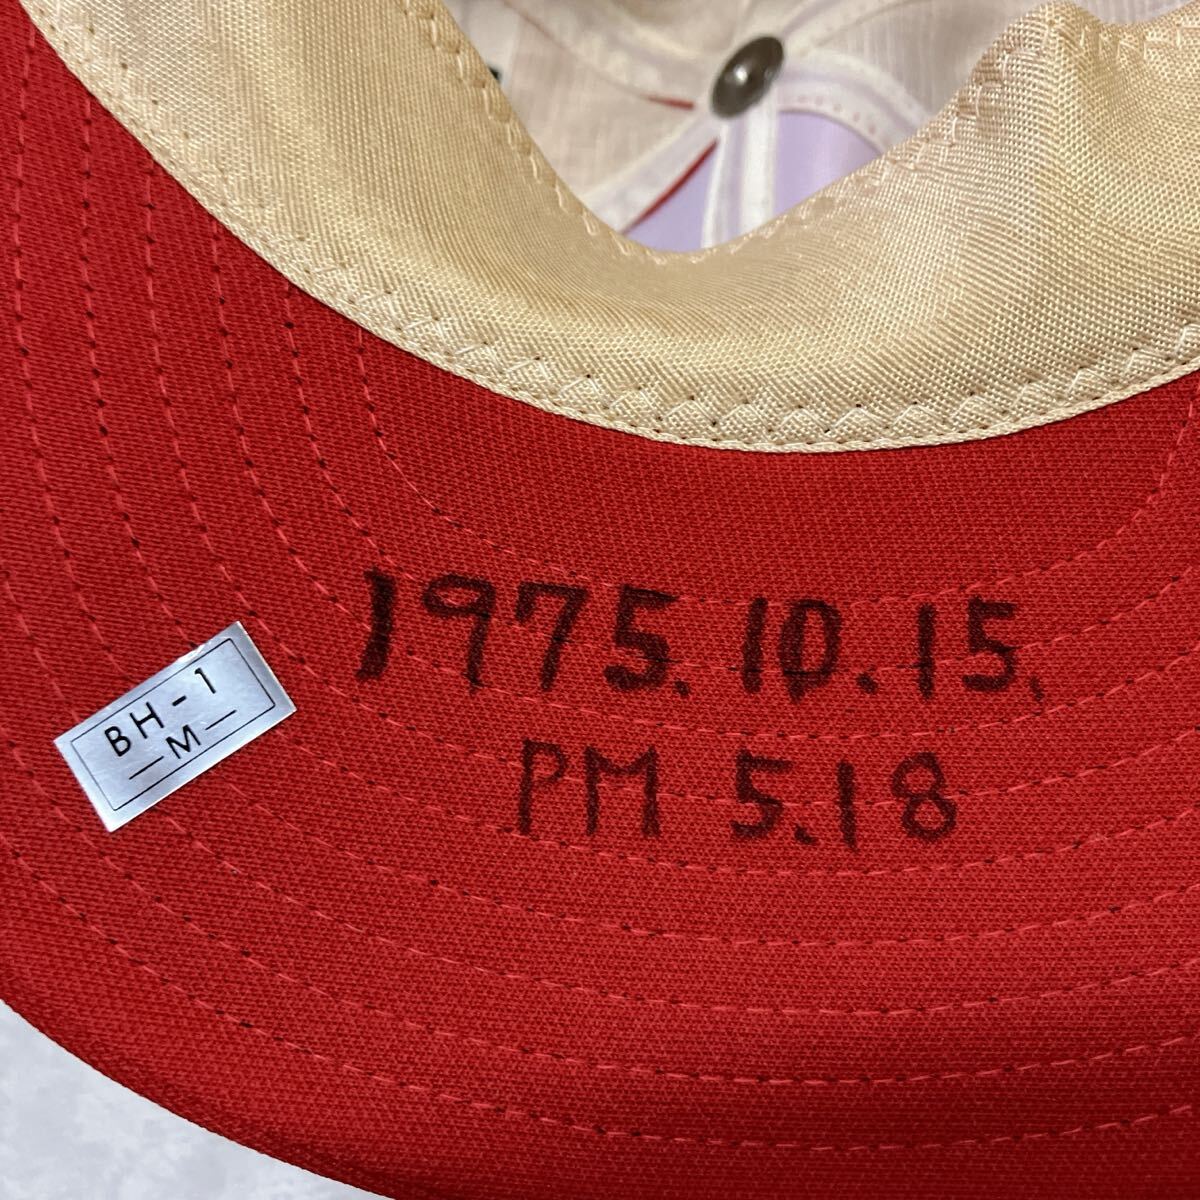 1975.10.15.
PM 5.18
BH-1
—M—